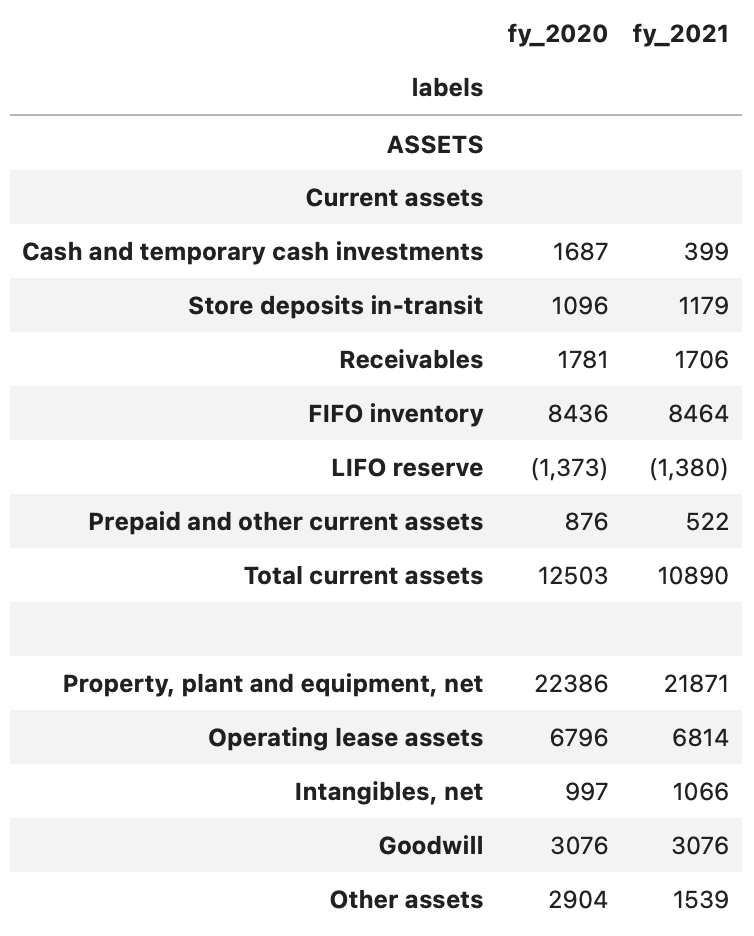 fy_2020 fy_2021
labels
ASSETS
Current assets
Cash and temporary cash investments 1687 399
Store deposits in-transit 1096 1179
Receivables 1781 1706
FIFO inventory 8436 8464
LIFO reserve (1,373) (1,380)
Prepaid and other current assets 876 522
Total current assets 12503 10890
Property, plant and equipment, net 22386 21871
Operating lease assets 6796 6814
Intangibles, net 997 1066
Goodwill 3076 3076
Other assets 2904 1539